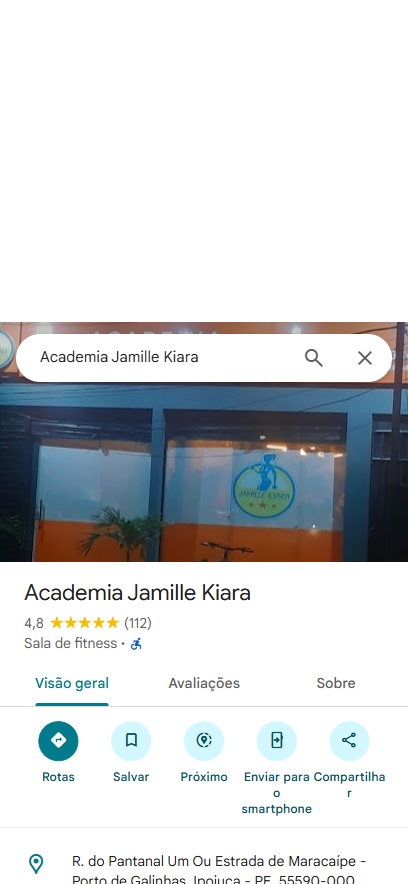 Academia Jamille Kiara
JAMILLE KIARA
Academia Jamille Kiara
4,8 (112)
Sala de fitness ·
Visão geral
Avaliações
Sobre
Rotas
Salvar
Próximo
Enviar para
o
smartphone
Compartilha
r
R. do Pantanal Um Ou Estrada de Maracaípe -
Porto de Galinhas, Ipojuca - PE, 55590-000